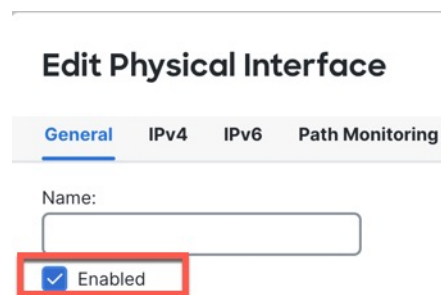 Edit Physical Interface
General IPv4 IPv6 Path Monitoring
Name:
Enabled